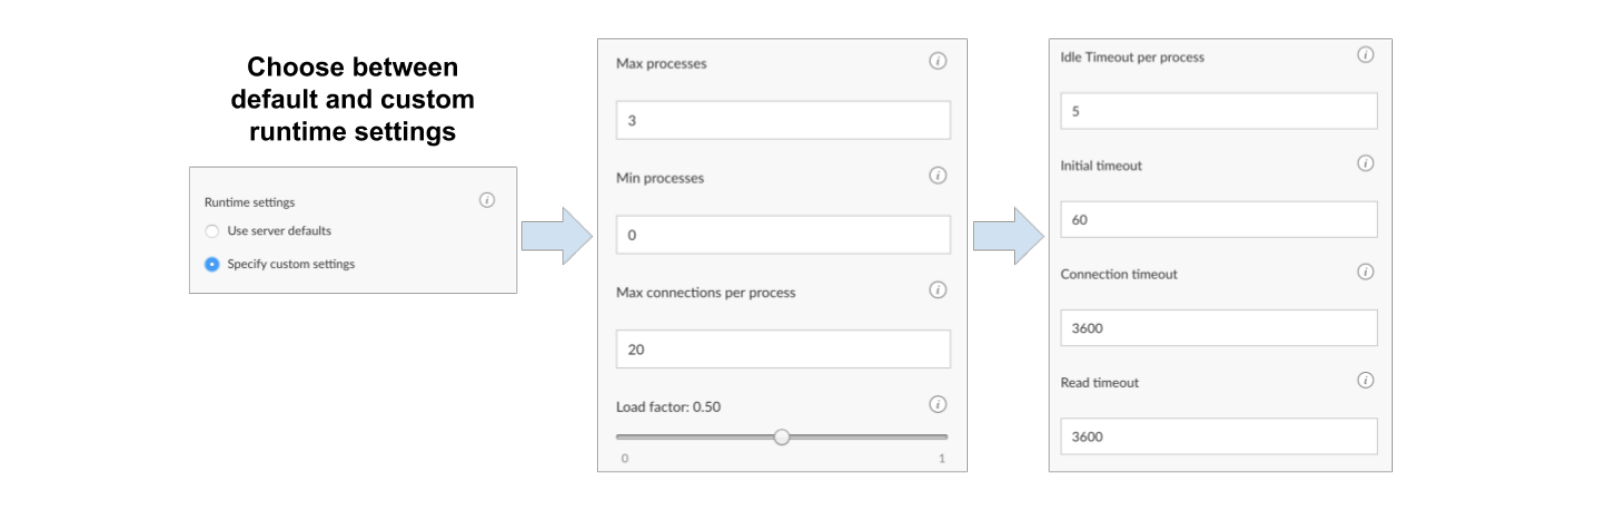 Choose between
default and custom
runtime settings
Runtime settings
Use server defaults
Specify custom settings
Max processes
3
Min processes
0
Max connections per process
20
Load factor: 0.50
0 1
Idle Timeout per process
5
Initial timeout
60
Connection timeout
3600
Read timeout
3600